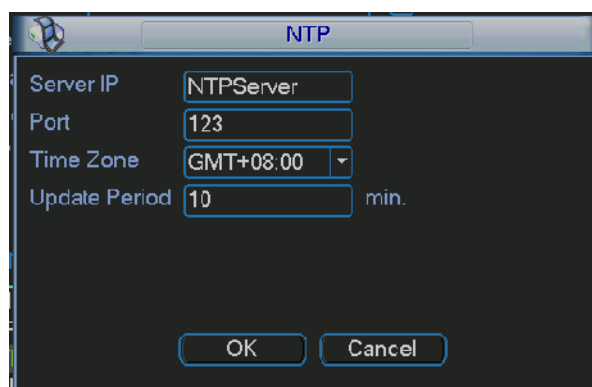 NTP
Server IP NTPServer
Port 123
Time Zone GMT+08:00
Update Period 10 min.
OK Cancel